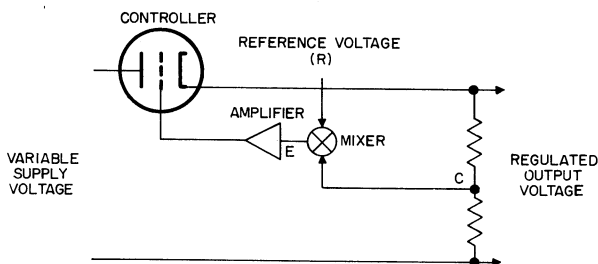 CONTROLLER
REFERENCE VOLTAGE
(R)
AMPLIFIER
E
MIXER
VARIABLE
SUPPLY
VOLTAGE
C
REGULATED
OUTPUT
VOLTAGE